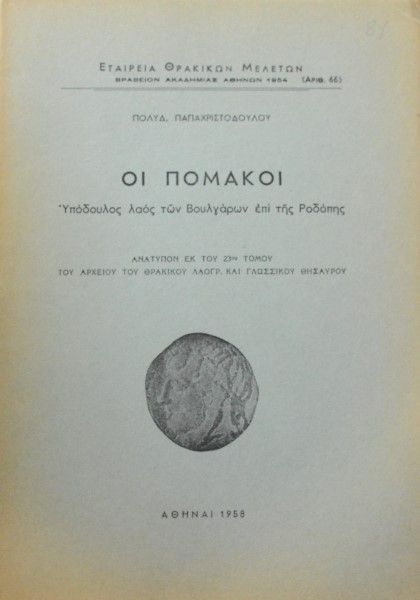 ΕΤΑΙΡΕΙΑ ΘΡΑΚΙΚΩΝ ΜΕΛΕΤΩΝ
ΒΡΑΒΕΙΟΝ ΑΚΑΔΗΜΙΑΣ ΑΘΗΝΩΝ 1954 (ΑΡΙΘ. 66)
ΠΟΛΥΔ. ΠΑΠΑΧΡΙΣΤΟΔΟΥΛΟΥ
ΟΙ ΠΟΜΑΚΟΙ
Ὑπόδουλος λαός τῶν Βουλγάρων ἐπὶ τῆς Ροδόπης
ΑΝΑΤΥΠΟΝ ΕΚ ΤΟΥ 23ου ΤΟΜΟΥ
ΤΟΥ ΑΡΧΕΙΟΥ ΤΟΥ ΘΡΑΚΙΚΟΥ ΛΑΟΓΡ. ΚΑΙ ΓΛΩΣΣΙΚΟΥ ΘΗΣΑΥΡΟΥ
ΑΘΗΝΑΙ 1958